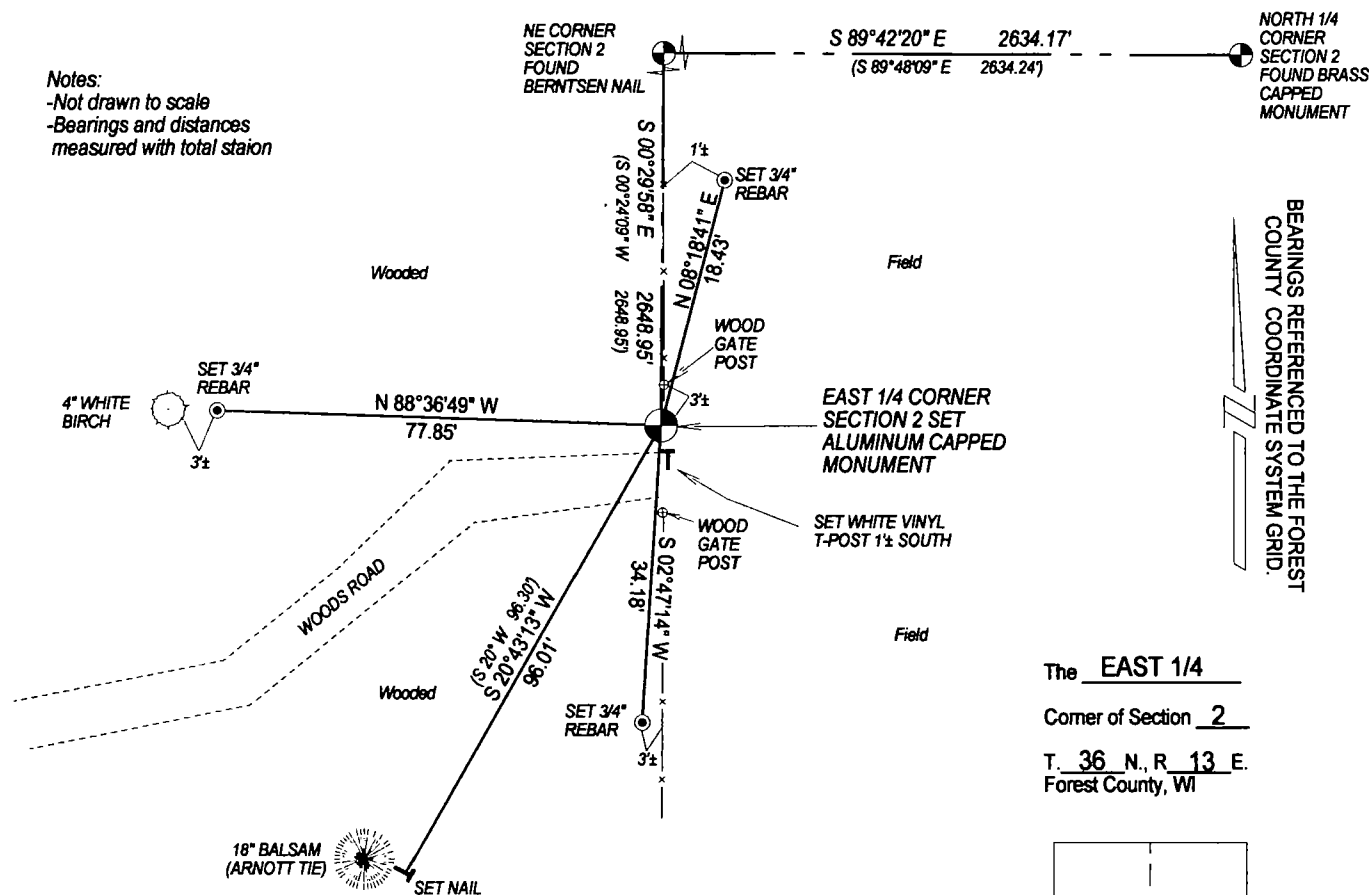 Notes:
-Not drawn to scale
-Bearings and distances
measured with total staion
NE CORNER
SECTION 2
FOUND
BERNTSEN NAIL
S 89°42'20" E 2634.17'
(S 89°48'09" E 2634.24')
NORTH 1/4
CORNER
SECTION 2
FOUND BRASS
CAPPED
MONUMENT
S 00°29'58" E 2648.95'
(S 00°24'09" W 2648.95')
1'±
SET 3/4"
REBAR
N 08°18'41" E
18.43'
Wooded
Field
WOOD
GATE
POST
3'±
BEARINGS REFERENCED TO THE FOREST
COUNTY COORDINATE SYSTEM GRID.
4" WHITE
BIRCH
SET 3/4"
REBAR
3'±
N 88°36'49" W
77.85'
EAST 1/4 CORNER
SECTION 2 SET
ALUMINUM CAPPED
MONUMENT
T
SET WHITE VINYL
T-POST 1'± SOUTH
WOOD
GATE
POST
WOODS ROAD
S 02°47'14" W
34.18'
(S 20° W 96.30')
S 20°43'13" W
96.01'
Field
Wooded
SET 3/4"
REBAR
3'±
18" BALSAM
(ARNOTT TIE)
SET NAIL
The EAST 1/4
Corner of Section 2
T. 36 N., R 13 E.
Forest County, WI